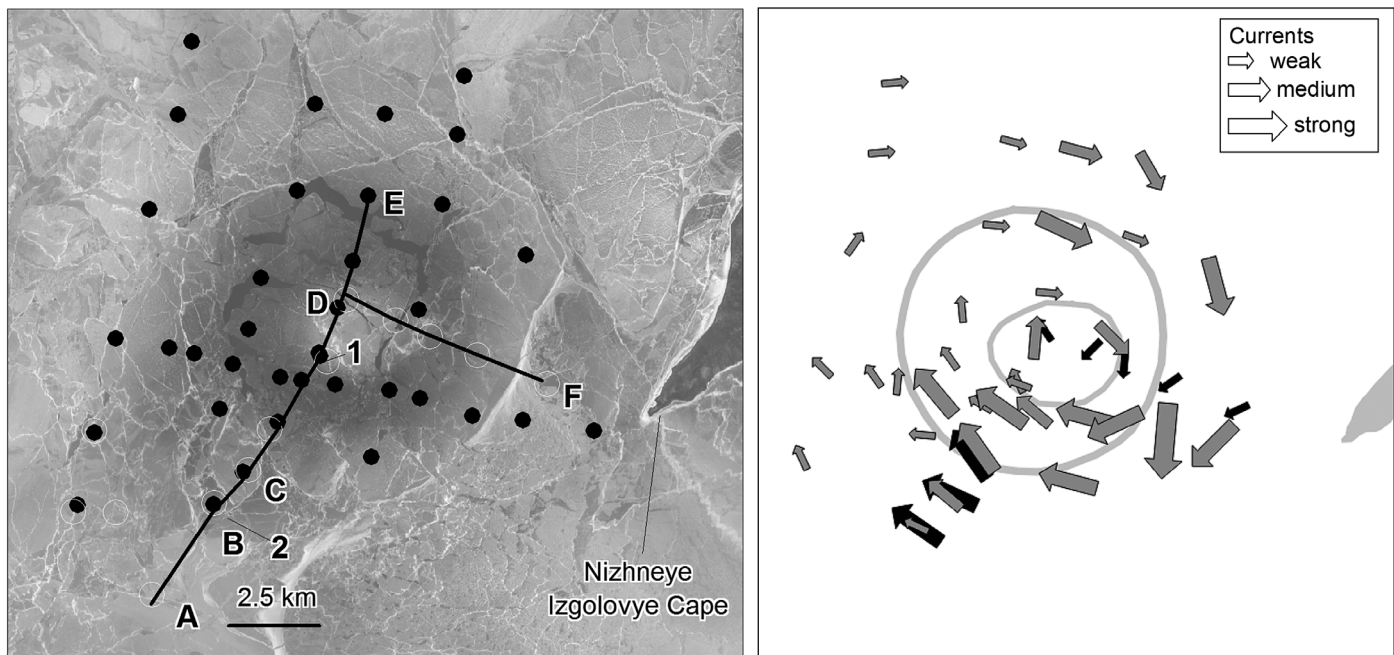 E
D
1
F
C
B
2
A
2.5 km
Nizhneye
Izgolovye Cape
Currents
weak
medium
strong